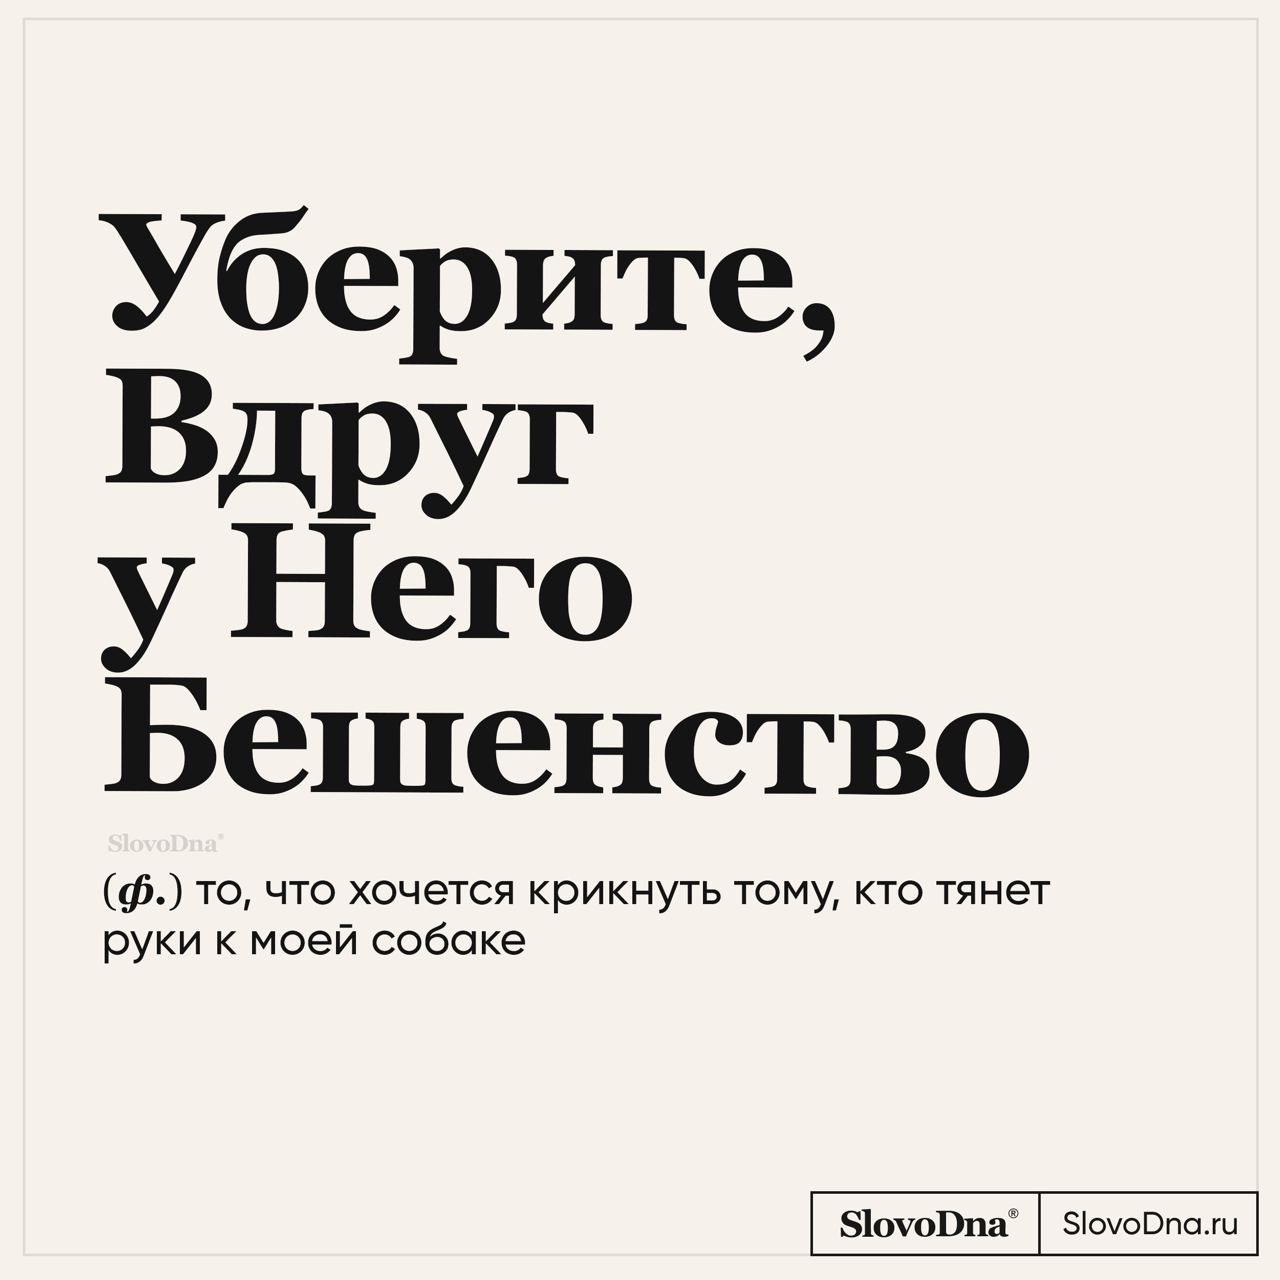 Уберите,
Вдруг
у Него
Бешенство
SlovoDna®
(ф.) то, что хочется крикнуть тому, кто тянет
руки к моей собаке
SlovoDna® SlovoDna.ru